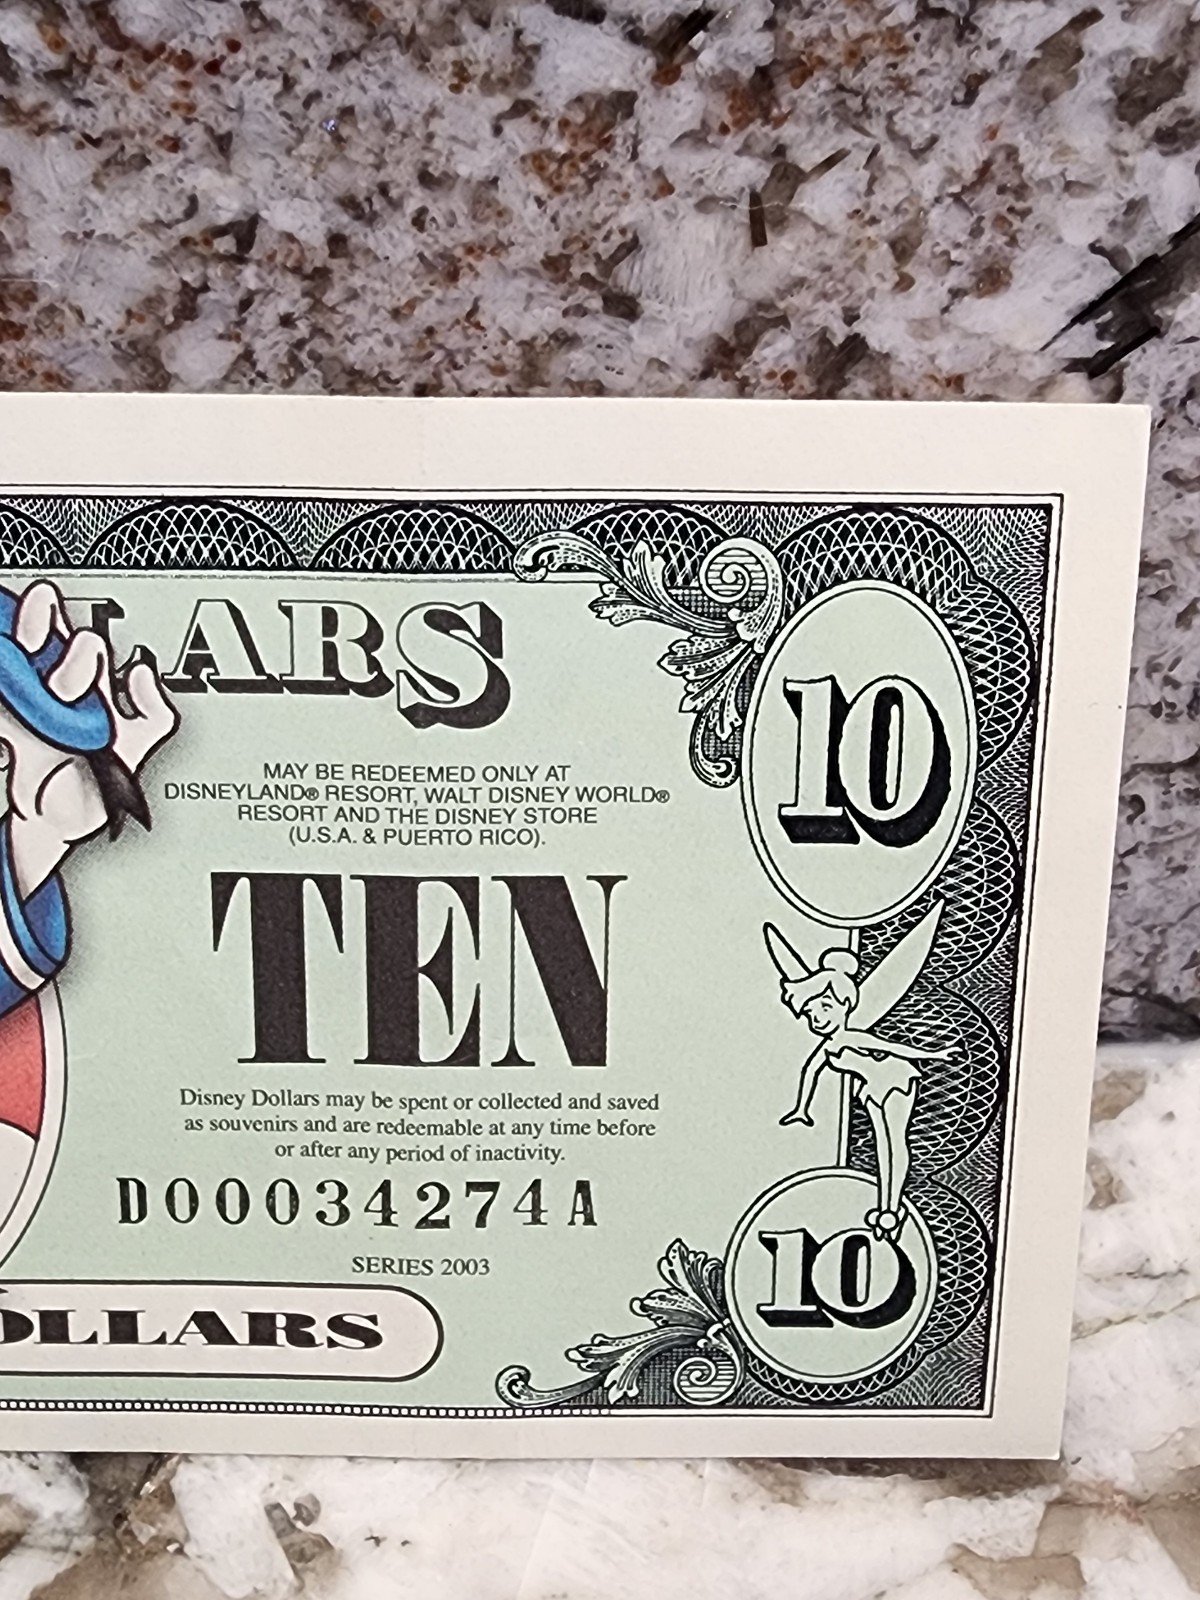 LARS
10
MAY BE REDEEMED ONLY AT
DISNEYLAND® RESORT, WALT DISNEY WORLD®
RESORT AND THE DISNEY STORE
(U.S.A. & PUERTO RICO).
TEN
Disney Dollars may be spent or collected and saved
as souvenirs and are redeemable at any time before
or after any period of inactivity.
D00034274A
SERIES 2003
10
DOLLARS